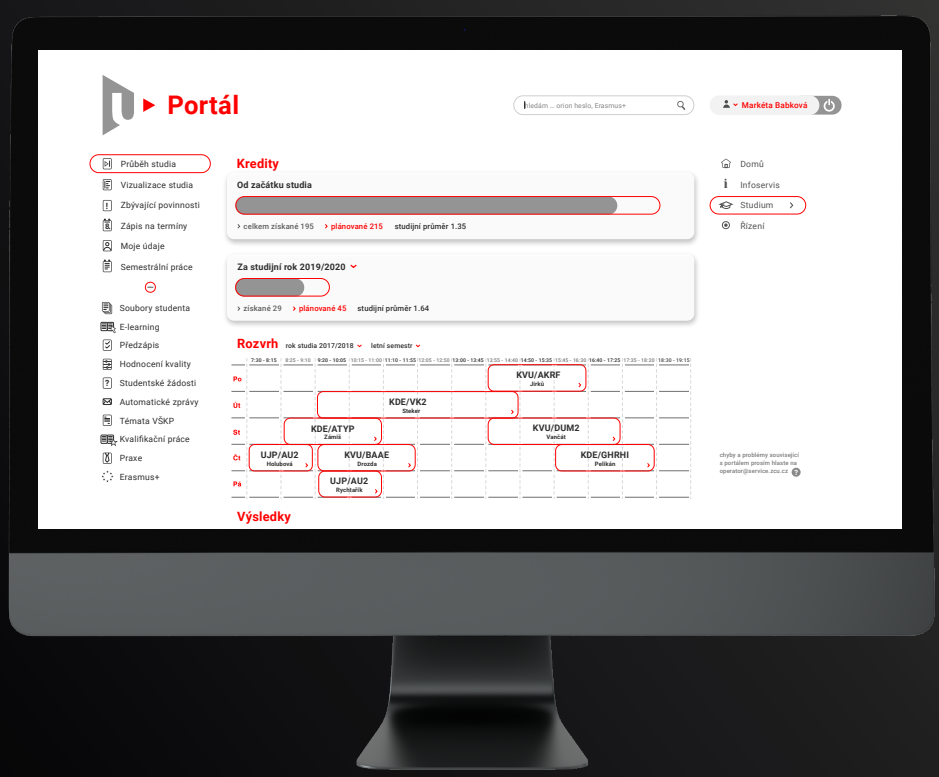 Portál
hledám ... orion heslo, Erasmus+
Markéta Babková
Průběh studia
Vizualizace studia
Zbývající povinnosti
Zápis na termíny
Moje údaje
Semestrální práce
Soubory studenta
E-learning
Předzápis
Hodnocení kvality
Studentské žádosti
Automatické zprávy
Témata VŠKP
Kvalifikační práce
Praxe
Erasmus+
Kredity
Od začátku studia
› celkem získané 195 › plánované 215 studijní průměr 1.35
Za studijní rok 2019/2020
› získané 29 › plánované 45 studijní průměr 1.64
Rozvrh rok studia 2017/2018 letní semestr
7:30 - 8:15 8:25 - 9:10 9:20 - 10:05 10:15 - 11:00 11:10 - 11:55 12:05 - 12:50 13:00 - 13:45 13:55 - 14:40 14:50 - 15:35 15:45 - 16:30 16:40 - 17:25 17:35 - 18:20 18:30 - 19:15
Po
KVU/AKRF
Jirků
Út
KDE/VK2
Steker
St
KDE/ATYP
Zámiš
KVU/DUM2
Vančát
Čt
UJP/AU2
Holubová
KVU/BAAE
Drozda
KDE/GHRHI
Pelikán
Pá
UJP/AU2
Rychtařík
Výsledky
Domů
Infoservis
Studium
Řízení
chyby a problémy související
s portálem prosím hlaste na
operator@service.zcu.cz